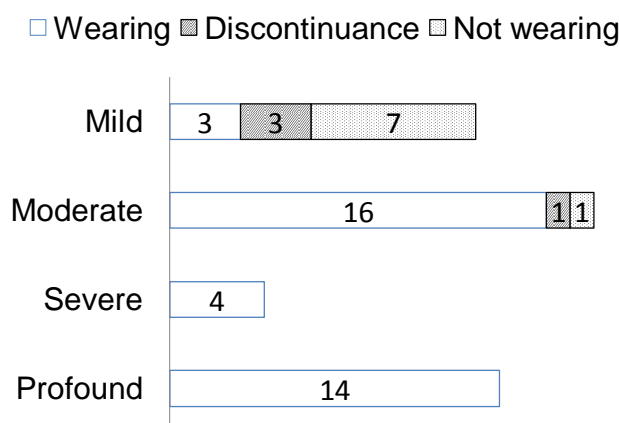 Wearing Discontinuance Not wearing
Mild 3 3 7
Moderate 16 1 1
Severe 4
Profound 14